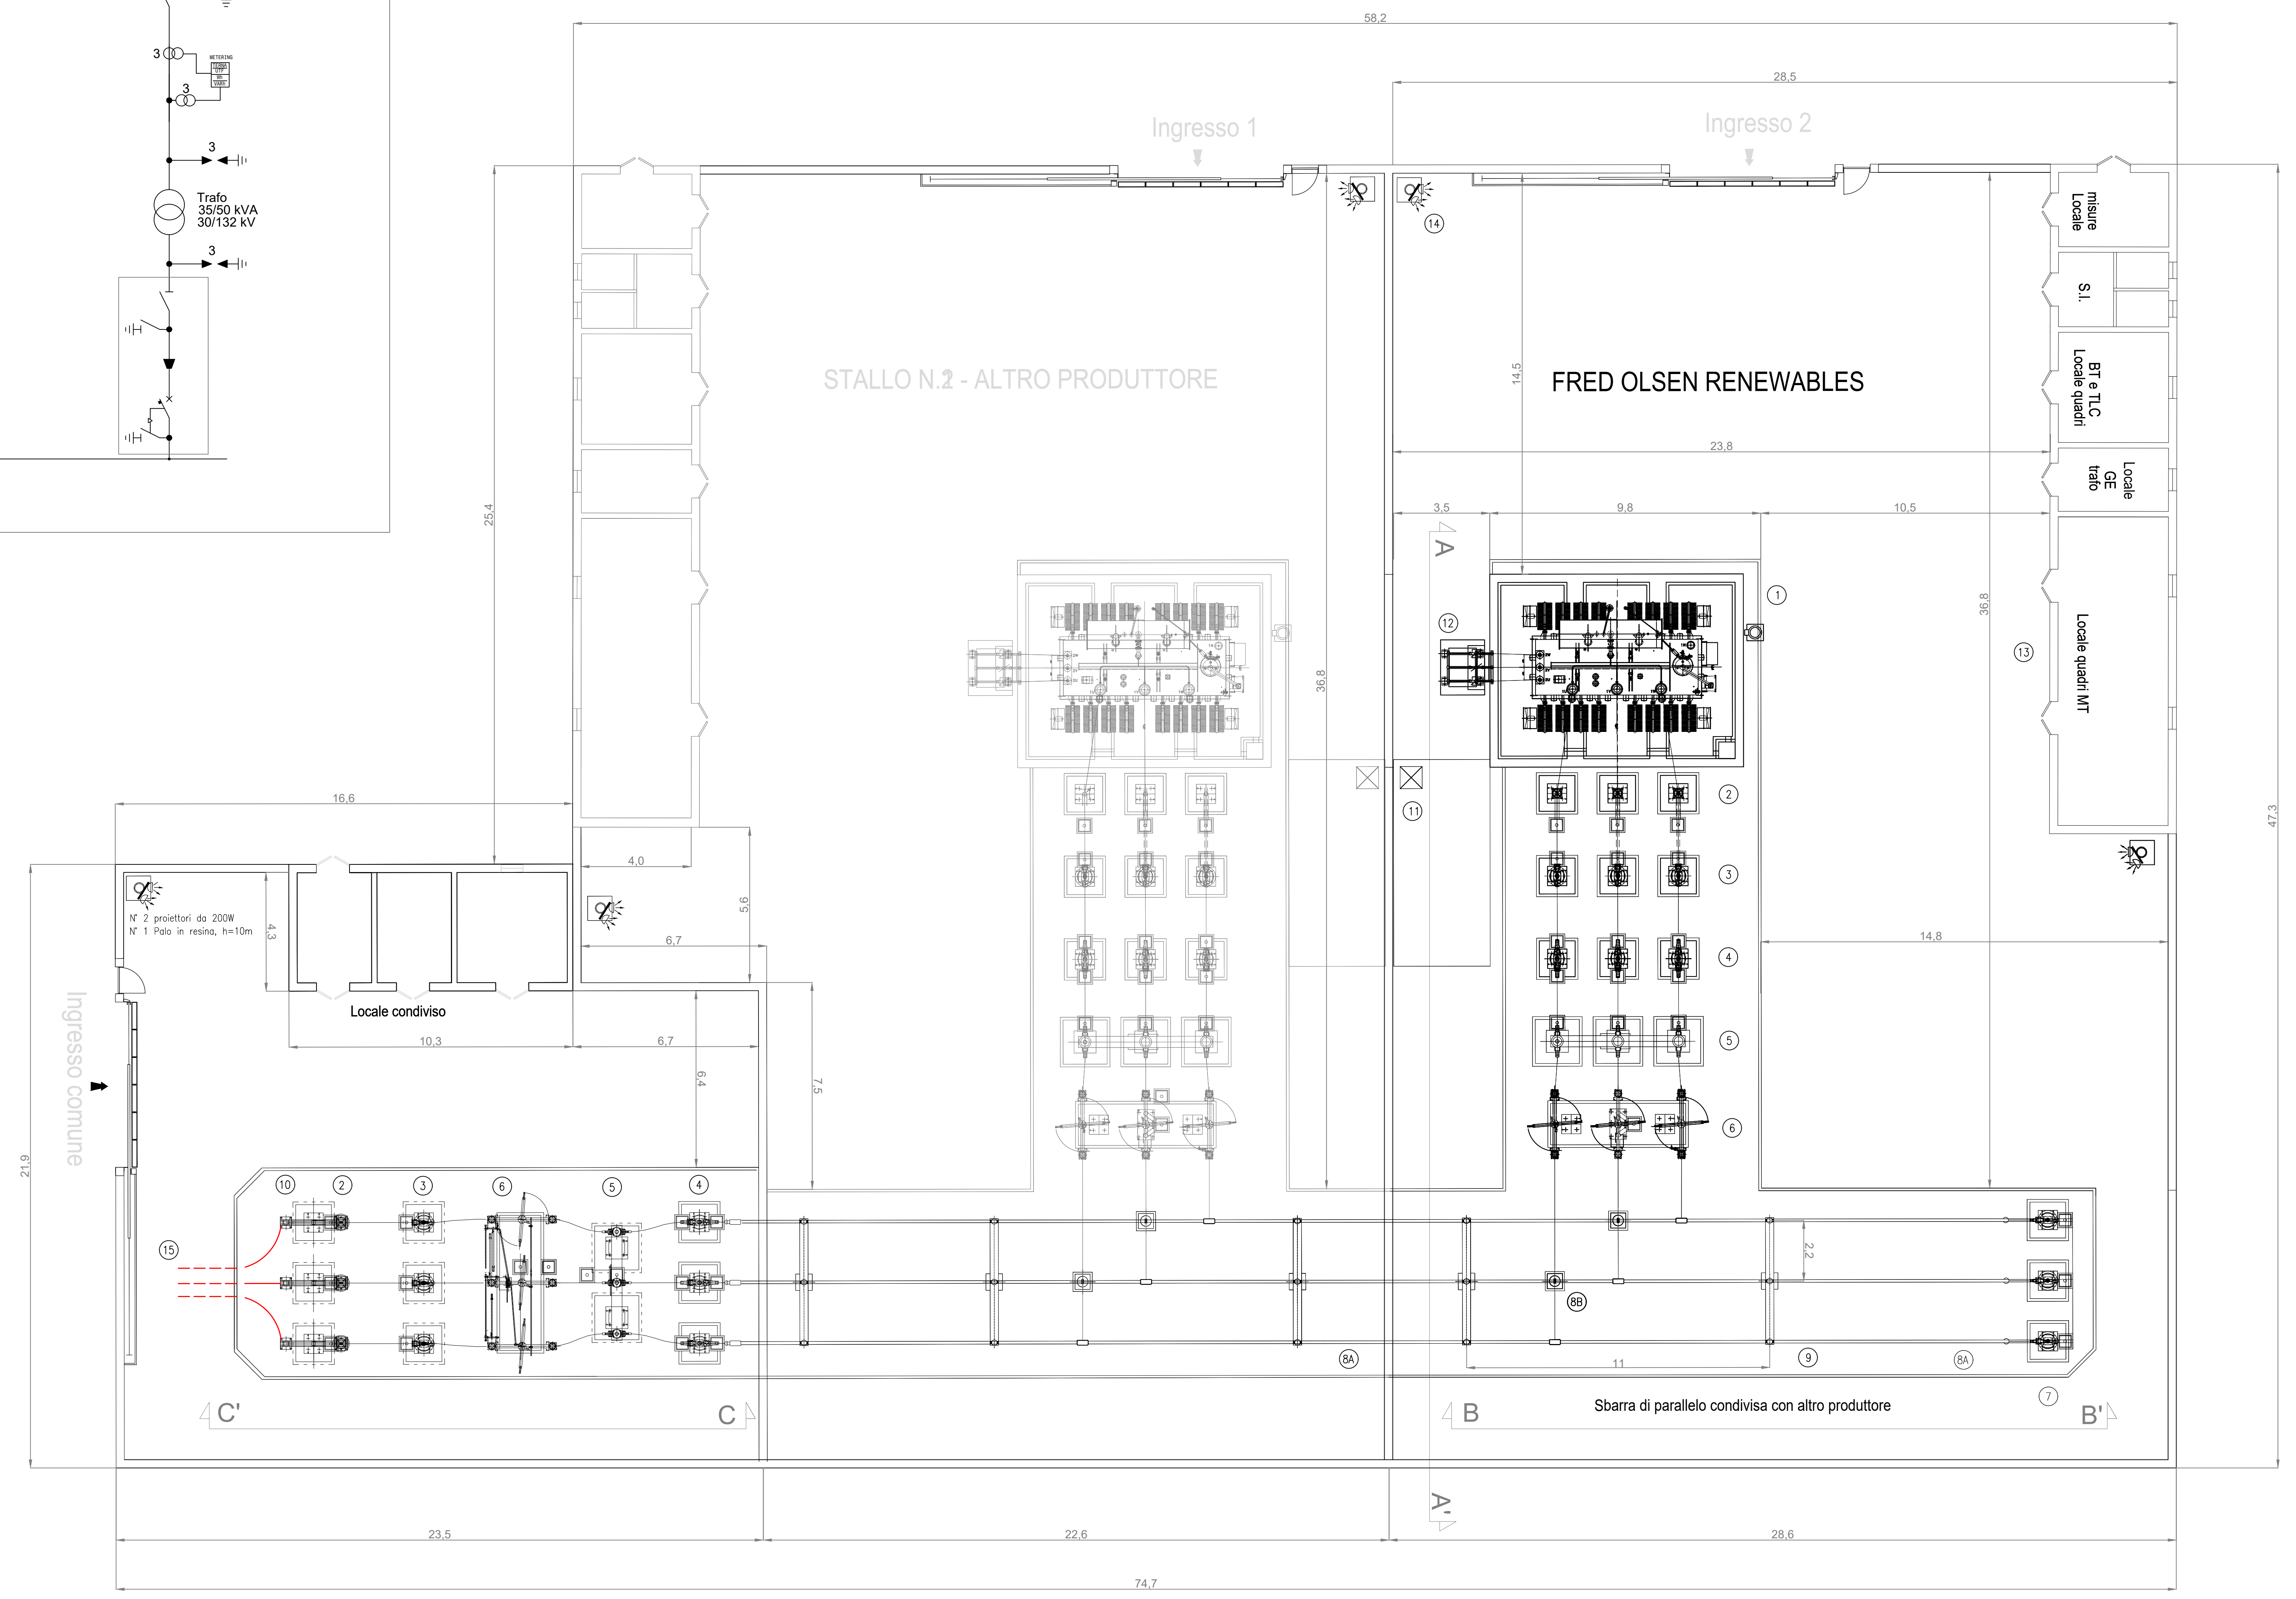 58,2
3
METERING
UTF
Wh
VARh
3
28,5
Ingresso 1
Ingresso 2
3
Trafo
35/50 kVA
30/132 kV
3
14
misure
Locale
S.I.
BT e TLC
Locale quadri
Locale
GE
trafo
Locale quadri MT
STALLO N. - ALTRO PRODUTTORE
FRED OLSEN RENEWABLES
14,5
23,8
25,4
3,5
9,8
10,5
A
1
12
36,8
36,8
13
2
11
16,6
47,3
4,0
3
5,6
N° 2 proiettori da 200W
N° 1 Palo in resina, h=10m
4,3
6,7
14,8
4
Ingresso comune
Locale condiviso
10,3
6,7
5
6,4
7,5
6
21,9
10
2
3
6
5
4
15
2,2
8B
8A
11
9
8A
7
C'
C
B
Sbarra di parallelo condivisa con altro produttore
B'
A'
23,5
22,6
28,6
74,7